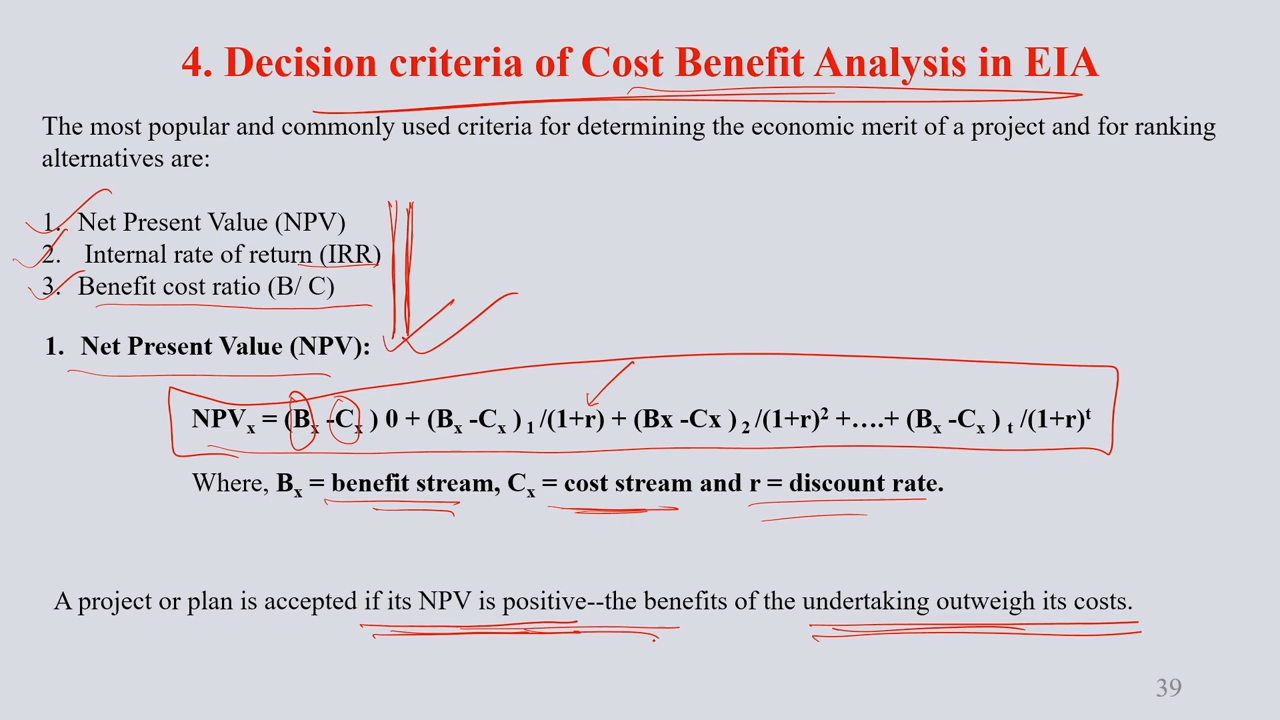 4. Decision criteria of Cost Benefit Analysis in EIA
The most popular and commonly used criteria for determining the economic merit of a project and for ranking
alternatives are:
1. Net Present Value (NPV)
2. Internal rate of return (IRR)
3. Benefit cost ratio (B/ C)
1. Net Present Value (NPV):
NPVₓ = (Bₓ -Cₓ ) 0 + (Bₓ -Cₓ ) ₁ /(1+r) + (Bx -Cx ) ₂ /(1+r)² +….+ (Bₓ -Cₓ ) ₜ /(1+r)ᵗ
Where, Bₓ = benefit stream, Cₓ = cost stream and r = discount rate.
A project or plan is accepted if its NPV is positive--the benefits of the undertaking outweigh its costs.
39